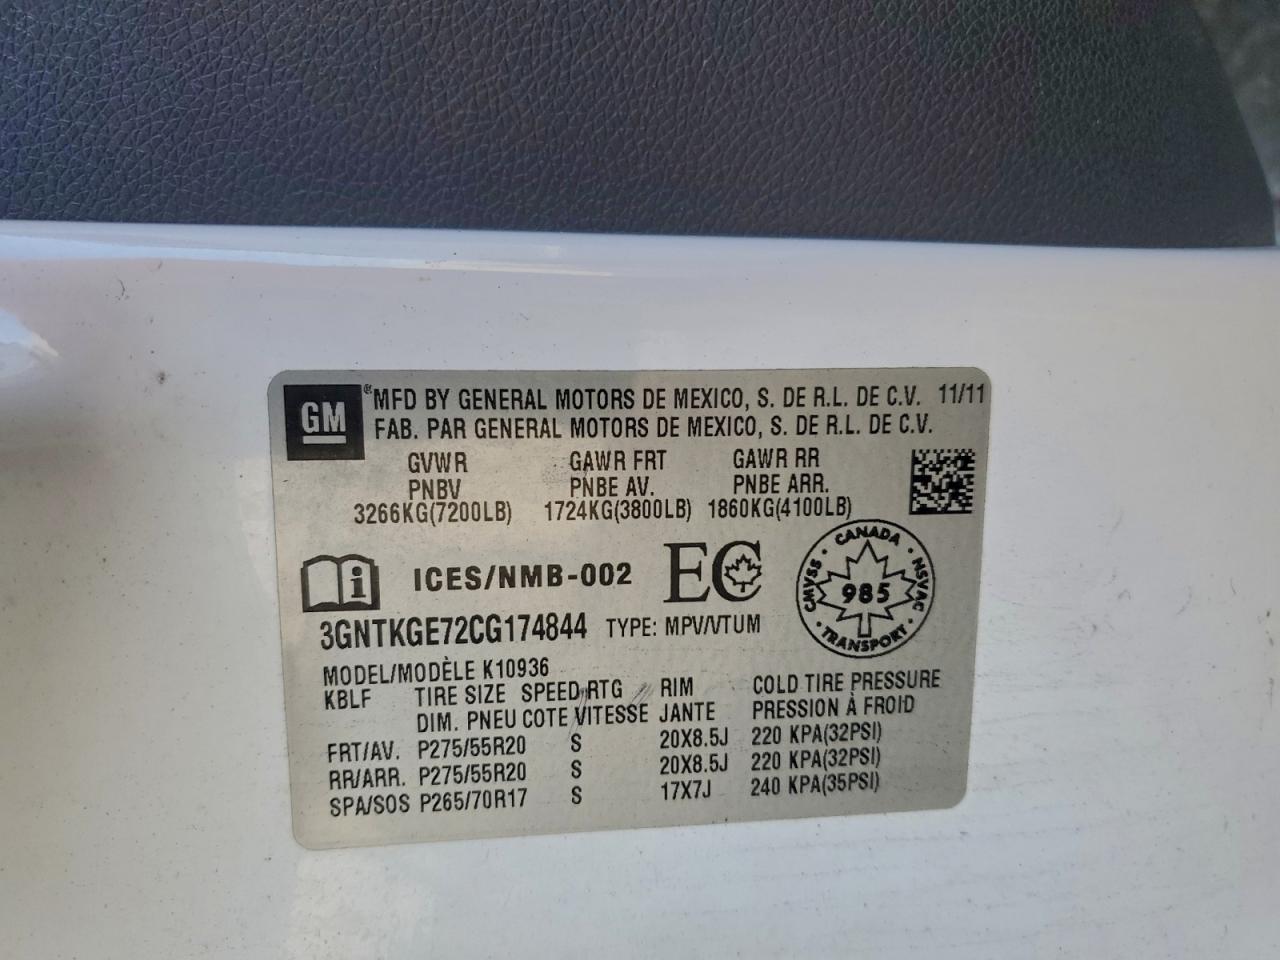 GM ® MFD BY GENERAL MOTORS DE MEXICO, S. DE R.L. DE C.V. 11/11
FAB. PAR GENERAL MOTORS DE MEXICO, S. DE R.L. DE C.V.
GVWR GAWR FRT GAWR RR
PNBV PNBE AV. PNBE ARR.
3266KG(7200LB) 1724KG(3800LB) 1860KG(4100LB)
i ICES/NMB-002 EC
CANADA
CMVSS 985 NSVAC
TRANSPORT
3GNTKGE72CG174844 TYPE: MPV/VTUM
MODEL/MODÈLE K10936
KBLF TIRE SIZE SPEED RTG RIM COLD TIRE PRESSURE
DIM. PNEU COTE VITESSE JANTE PRESSION À FROID
FRT/AV. P275/55R20 S 20X8.5J 220 KPA(32PSI)
RR/ARR. P275/55R20 S 20X8.5J 220 KPA(32PSI)
SPA/SOS P265/70R17 S 17X7J 240 KPA(35PSI)